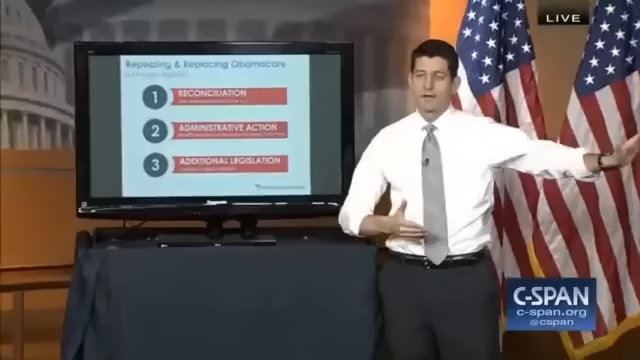 LIVE
Repealing & Replacing Obamacare
1 RECONCILIATION
2 ADMINISTRATIVE ACTION
3 ADDITIONAL LEGISLATION
C-SPAN
c-span.org
@cspan